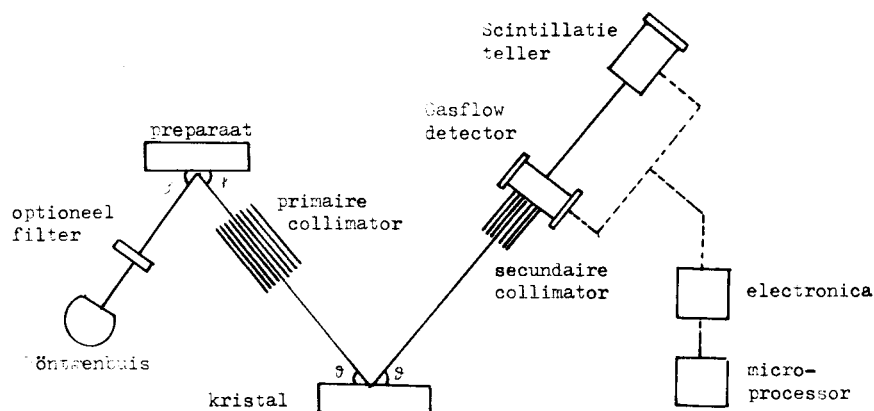 Scintillatie
teller
Gasflow
detector
preparaat
optioneel
filter
primaire
collimator
secundaire
collimator
electronica
micro-
processor
ϑ ϑ
kristal